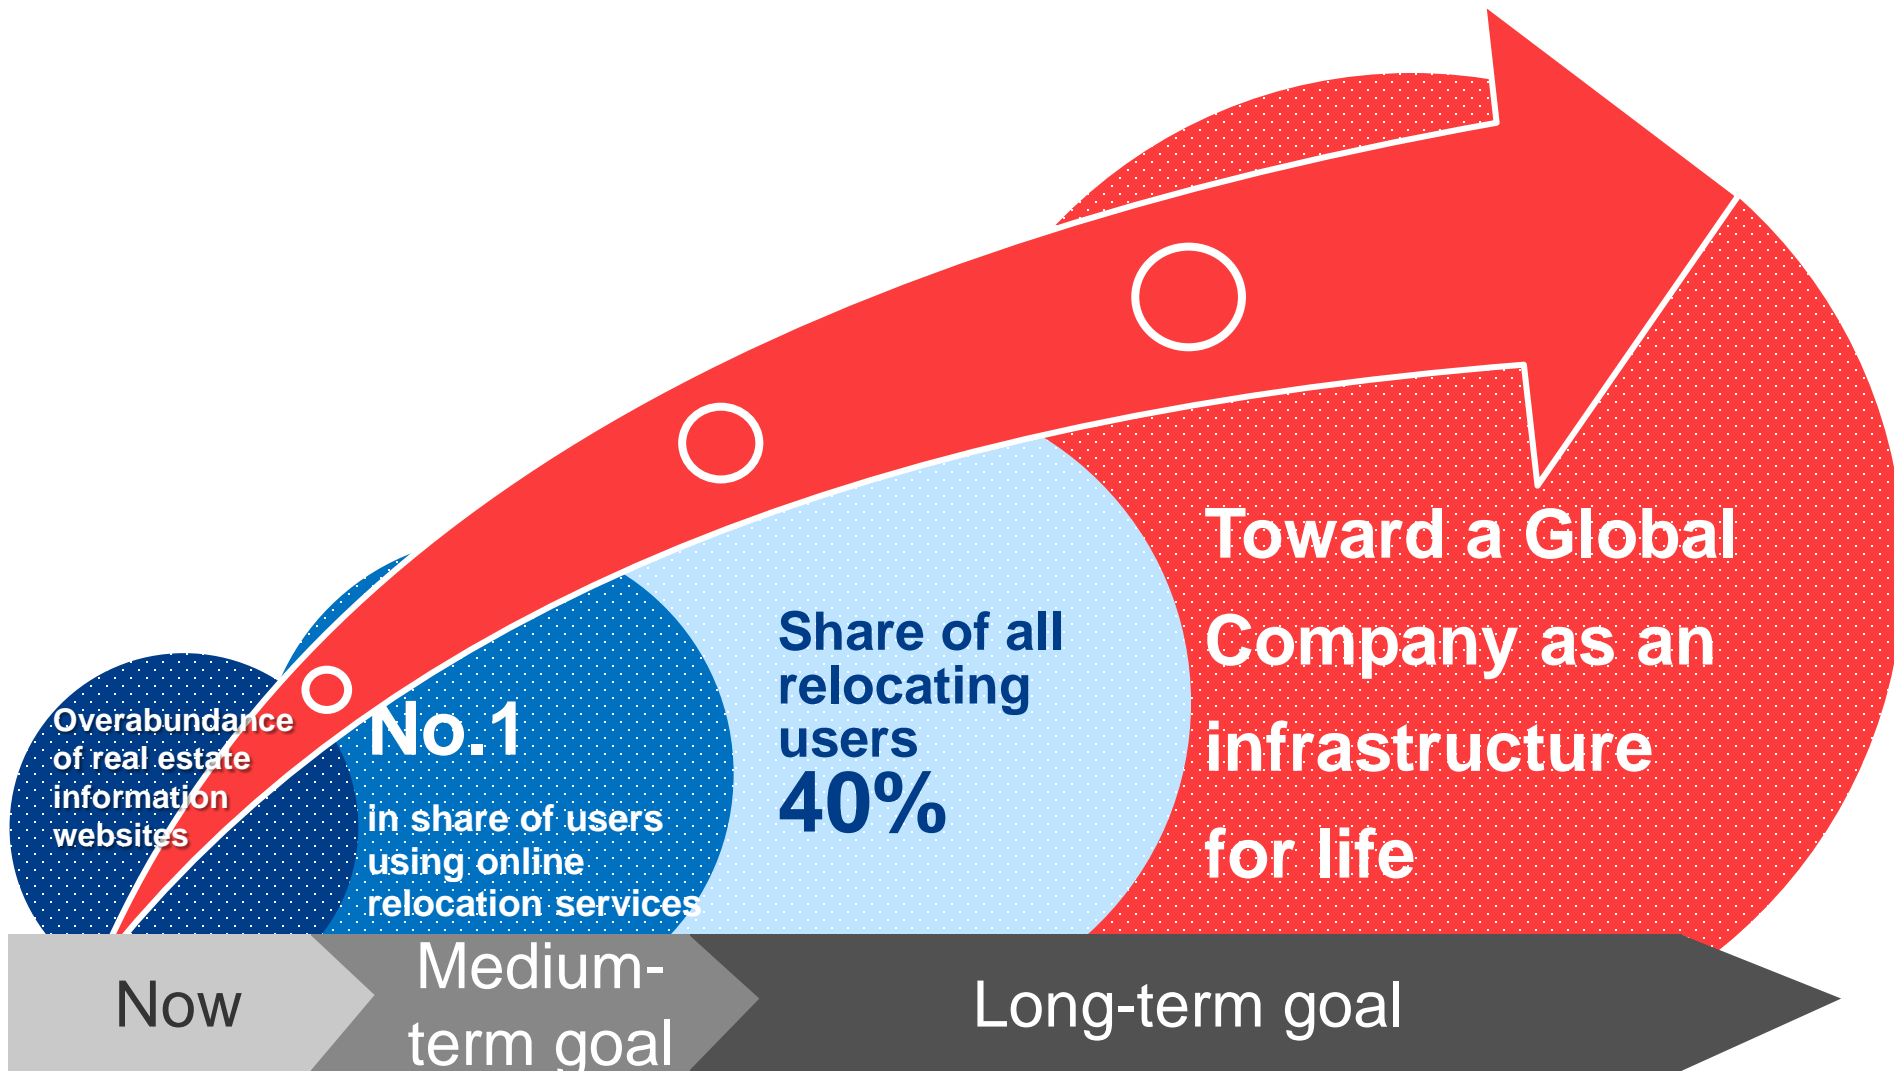 Overabundance
of real estate
information
websites
No.1
in share of users
using online
relocation services
Share of all
relocating
users
40%
Toward a Global
Company as an
infrastructure
for life
Now
Medium-
term goal
Long-term goal